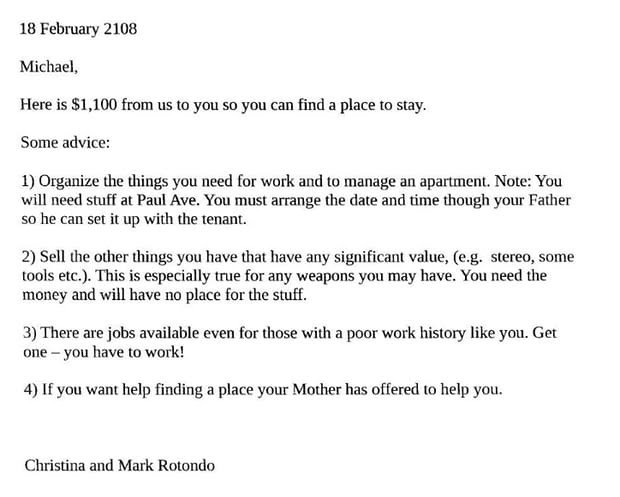 18 February 2108
Michael,
Here is $1,100 from us to you so you can find a place to stay.
Some advice:
1) Organize the things you need for work and to manage an apartment. Note: You
will need stuff at Paul Ave. You must arrange the date and time though your Father
so he can set it up with the tenant.
2) Sell the other things you have that have any significant value, (e.g. stereo, some
tools etc.). This is especially true for any weapons you may have. You need the
money and will have no place for the stuff.
3) There are jobs available even for those with a poor work history like you. Get
one – you have to work!
4) If you want help finding a place your Mother has offered to help you.
Christina and Mark Rotondo